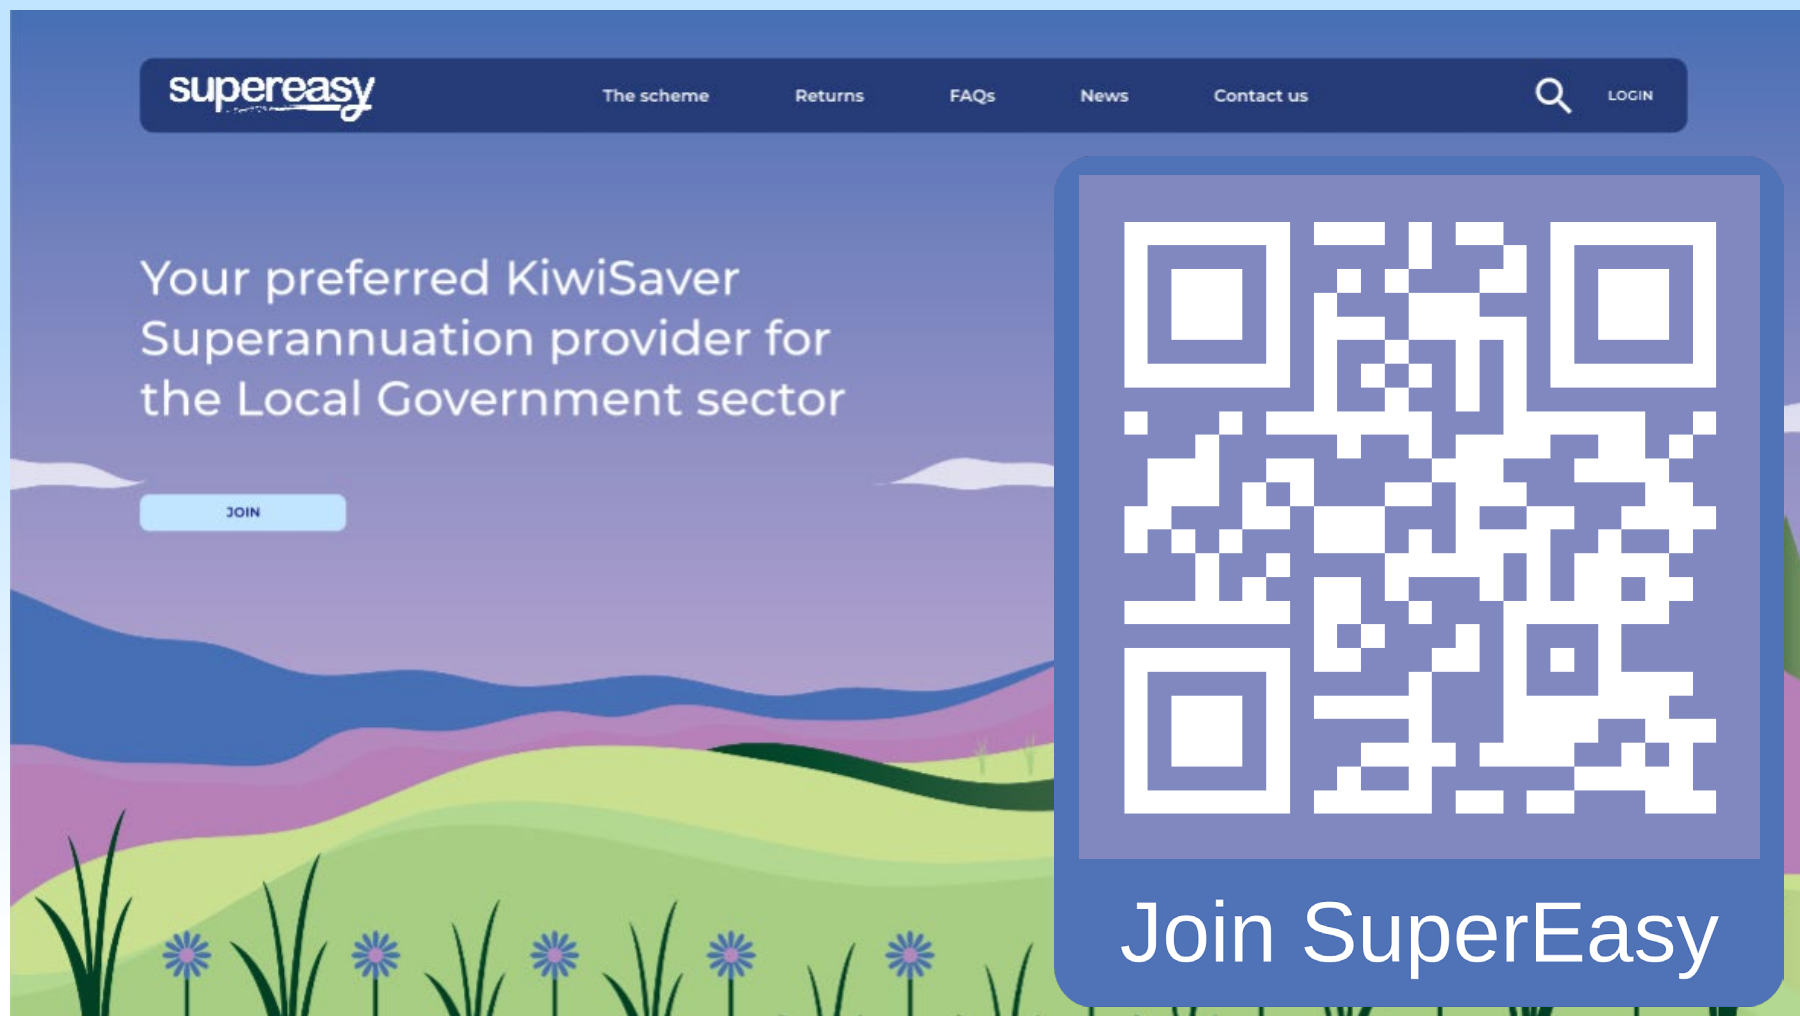 supereasy
The scheme
Returns
FAQs
News
Contact us
LOGIN
Your preferred KiwiSaver
Superannuation provider for
the Local Government sector
JOIN
Join SuperEasy